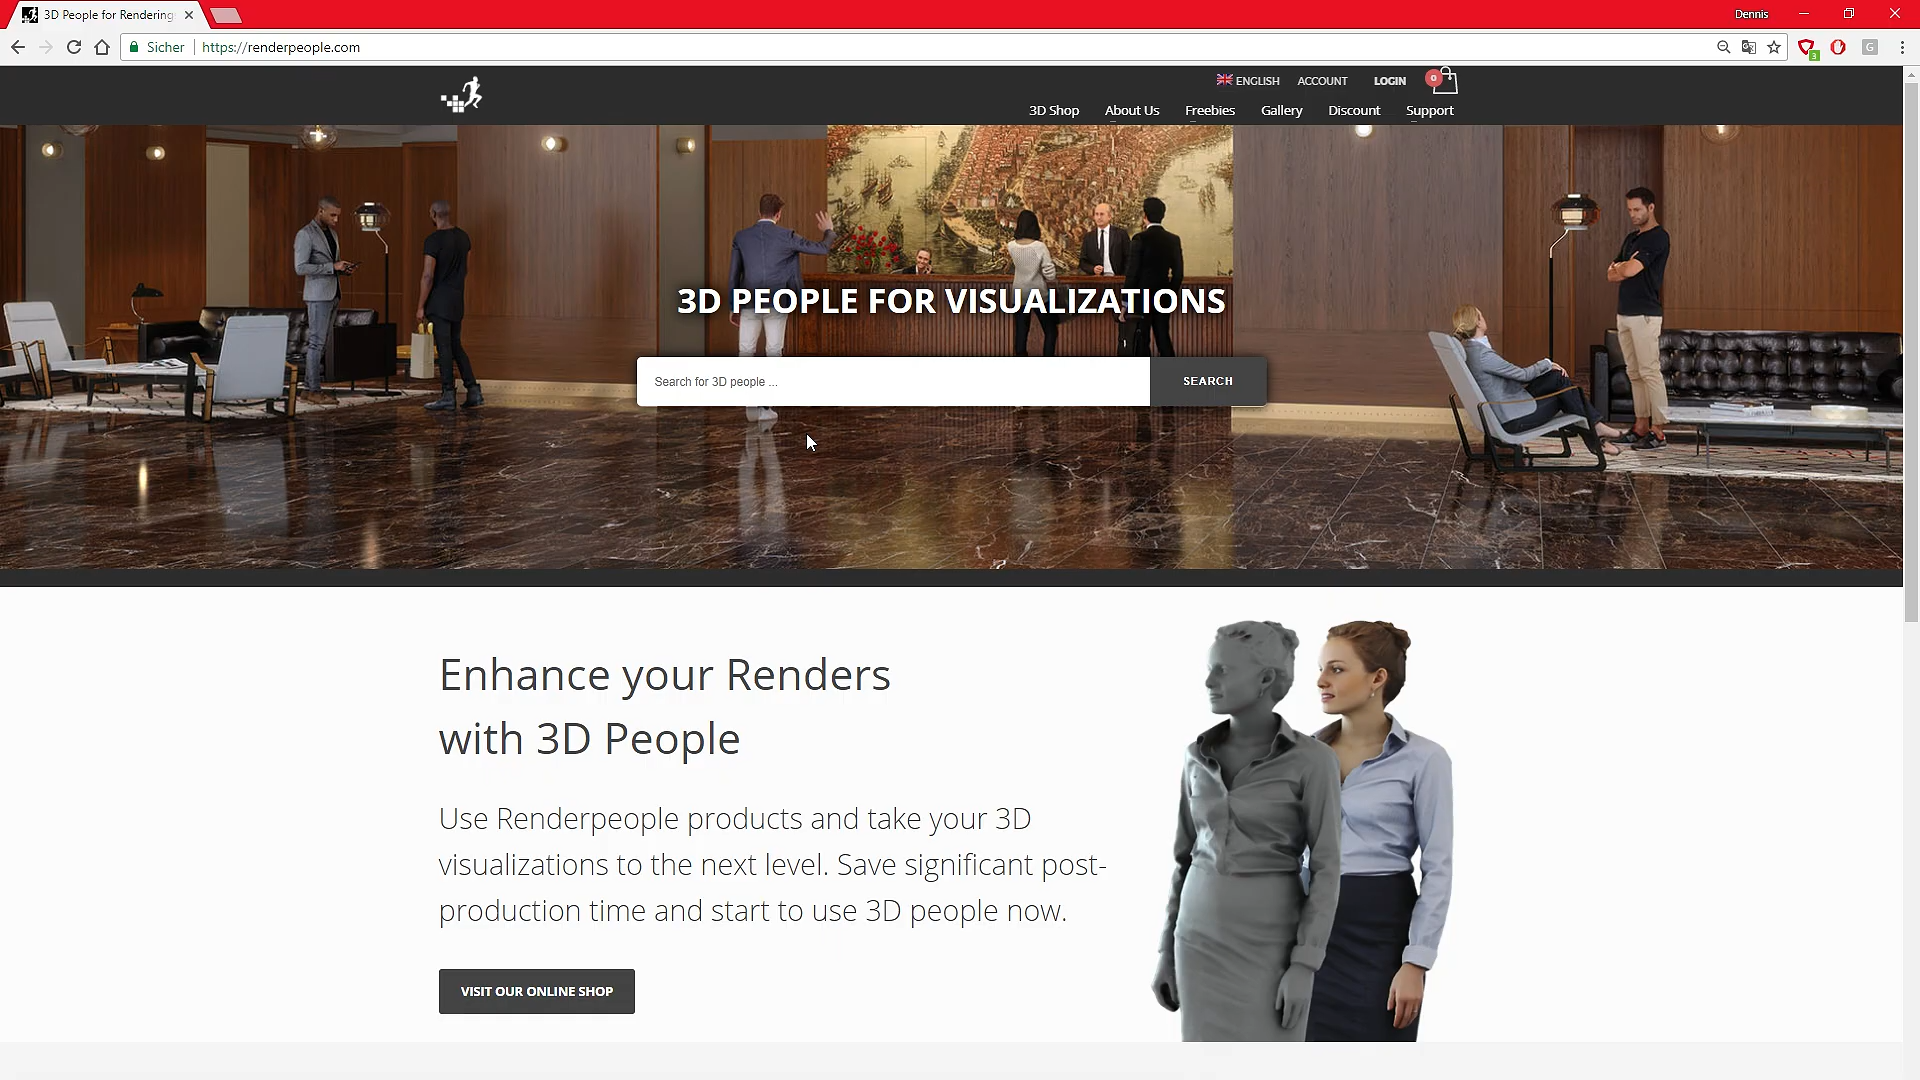 3D People for Rendering
Dennis
Sicher
https://renderpeople.com
G
3
ENGLISH ACCOUNT LOGIN 0
3D Shop About Us Freebies Gallery Discount Support
3D PEOPLE FOR VISUALIZATIONS
Search for 3D people ...
SEARCH
Enhance your Renders
with 3D People
Use Renderpeople products and take your 3D
visualizations to the next level. Save significant post-
production time and start to use 3D people now.
VISIT OUR ONLINE SHOP